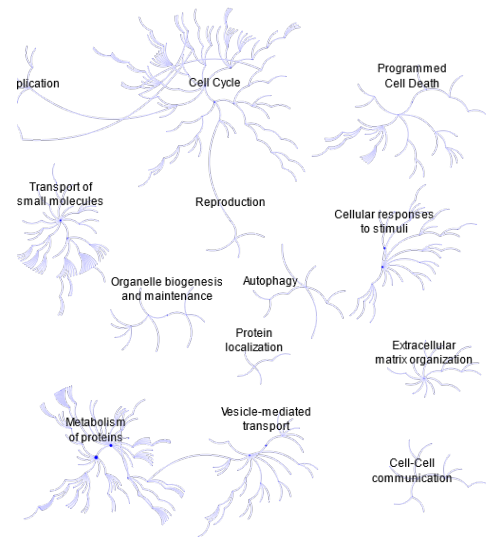 Cell Cycle
Programmed
Cell Death
plication
Transport of
small molecules
Reproduction
Cellular responses
to stimuli
Organelle biogenesis
and maintenance
Autophagy
Protein
localization
Extracellular
matrix organization
Metabolism
of proteins
Vesicle-mediated
transport
Cell-Cell
communication